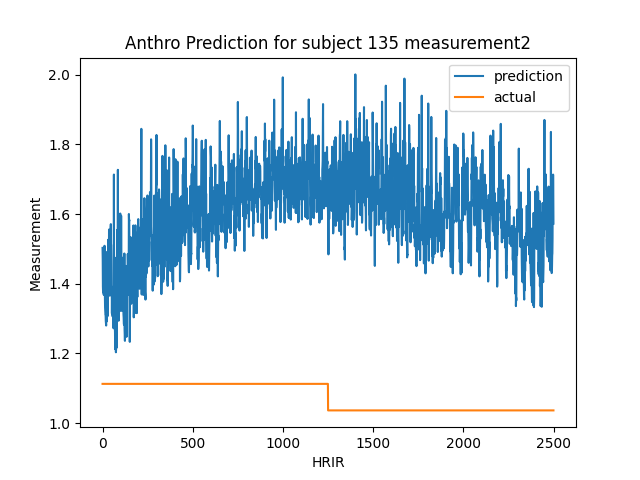 Anthro Prediction for subject 135 measurement2
prediction
actual
2.0
1.8
1.6
1.4
1.2
1.0
Measurement
0
500
1000
1500
2000
2500
HRIR